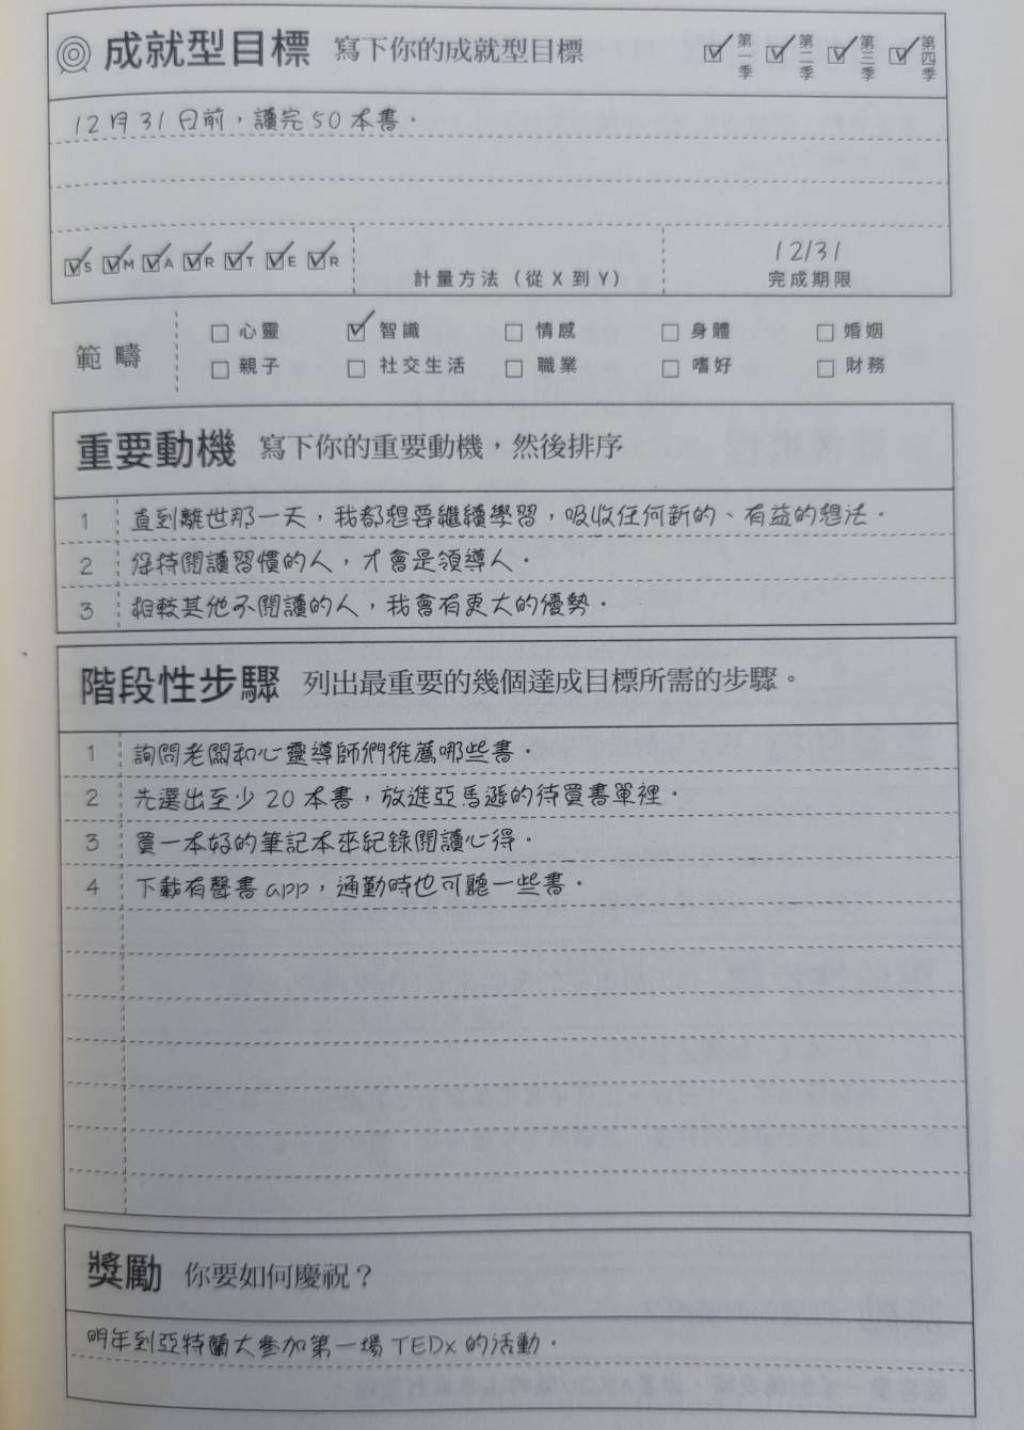 成就型目標 寫下你的成就型目標 第一季 第二季 第三季 第四季
12月31日前，讀完50本書．
S M A R T E R
12/31
計量方法（從 X 到 Y） 完成期限
範疇
心靈 智識 情感 身體 婚姻
親子 社交生活 職業 嗜好 財務
重要動機 寫下你的重要動機，然後排序
1 直到離世那一天，我都想要繼續學習，吸收任何新的、有益的想法．
2 保持閱讀習慣的人，才會是領導人．
3 相較其他不閱讀的人，我會有更大的優勢．
階段性步驟 列出最重要的幾個達成目標所需的步驟。
1 詢問老闆和心靈導師們推薦哪些書．
2 先選出至少20本書，放進亞馬遜的待買書單裡．
3 買一本好的筆記本來紀錄閱讀心得．
4 下載有聲書app，通勤時也可聽一些書．
獎勵 你要如何慶祝？
明年到亞特蘭大參加第一場TEDx的活動．